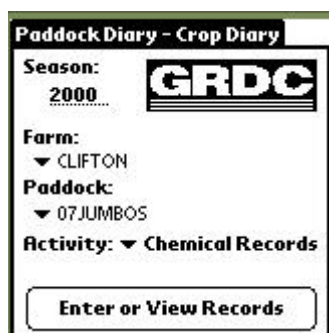 Paddock Diary - Crop Diary
Season:
2000
GRDC
Farm:
CLIFTON
Paddock:
07JUMBOS
Activity: Chemical Records
Enter or View Records